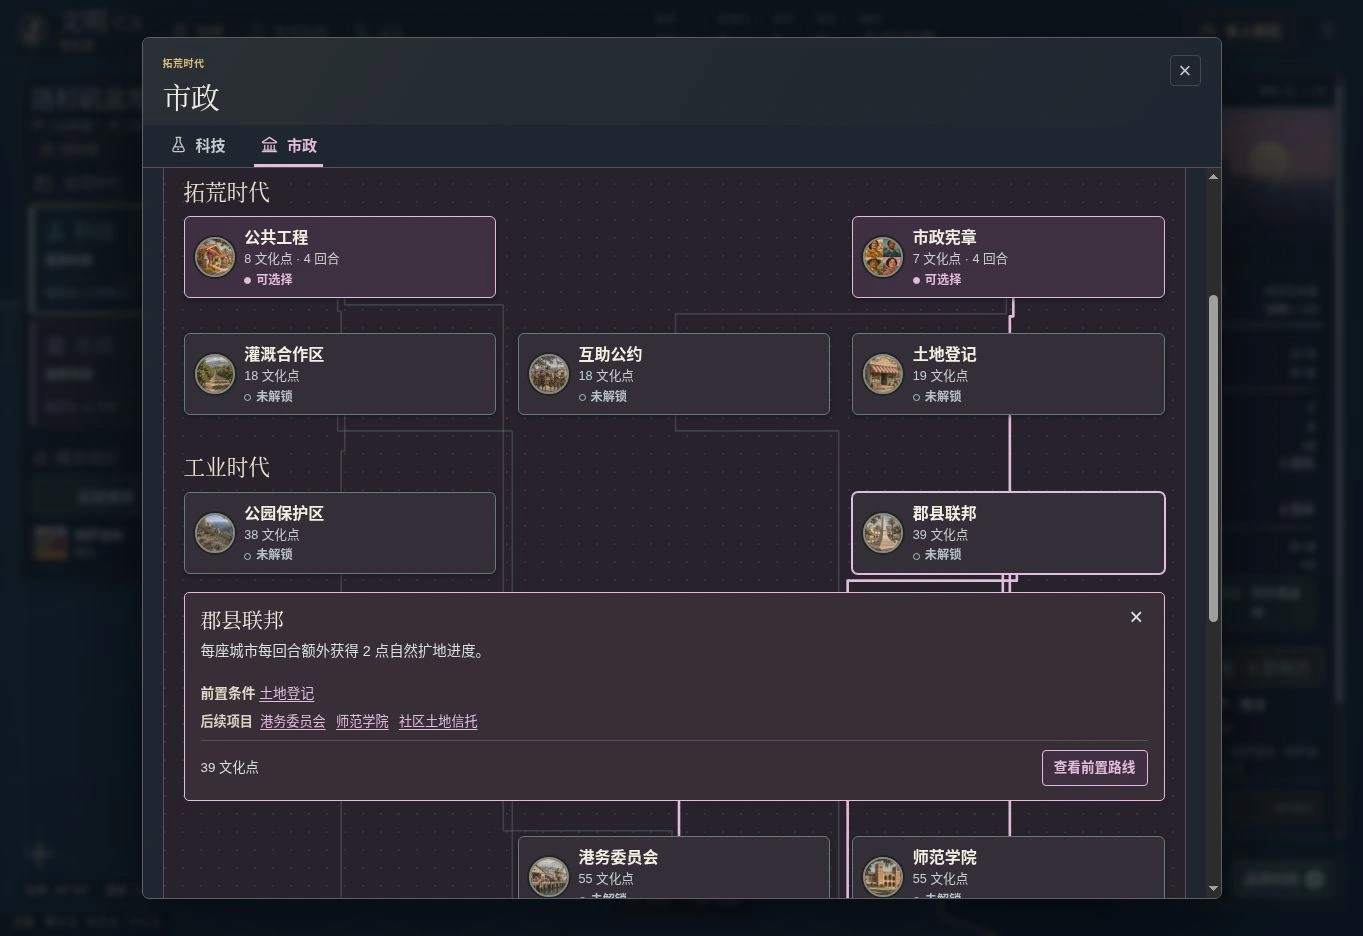 拓荒时代
市政
科技
市政
拓荒时代
公共工程
8 文化点 · 4 回合
可选择
市政宪章
7 文化点 · 4 回合
可选择
灌溉合作区
18 文化点
未解锁
互助公约
18 文化点
未解锁
土地登记
19 文化点
未解锁
工业时代
公园保护区
38 文化点
未解锁
郡县联邦
39 文化点
未解锁
郡县联邦
每座城市每回合额外获得 2 点自然扩地进度。
前置条件 土地登记
后续项目 港务委员会 师范学院 社区土地信托
39 文化点
查看前置路线
港务委员会
55 文化点
师范学院
55 文化点